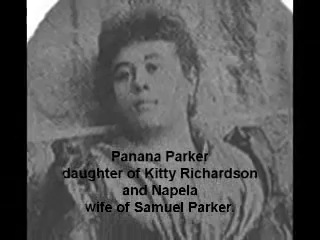 Panana Parker
daughter of Kitty Richardson
and Napela
wife of Samuel Parker.